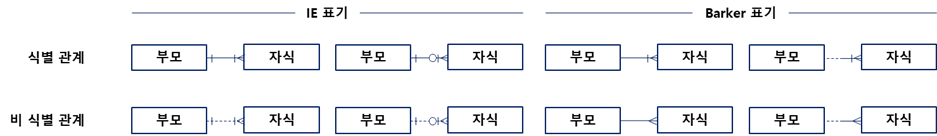 IE 표기 Barker 표기
식별 관계 부모 자식 부모 자식 부모 자식 부모 자식
비 식별 관계 부모 자식 부모 자식 부모 자식 부모 자식